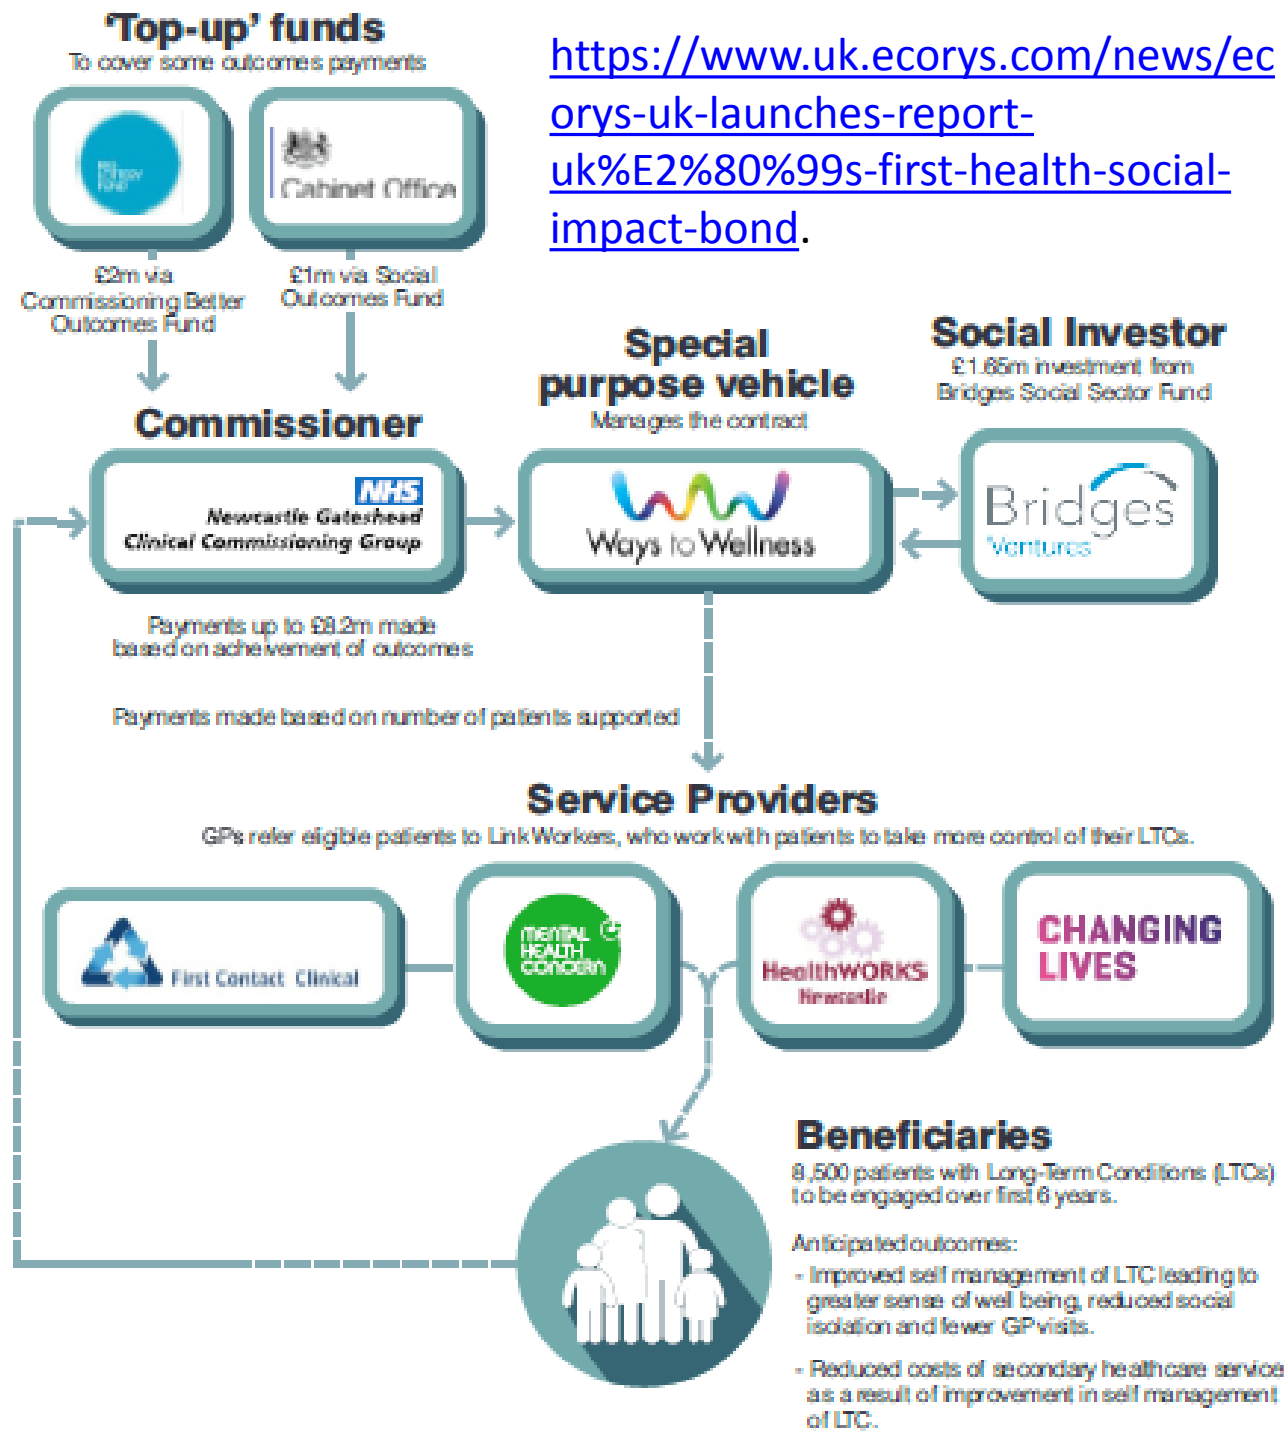 'Top-up' funds
To cover some outcomes payments
https://www.uk.ecorys.com/news/ec
orys-uk-launches-report-
uk%E2%80%99s-first-health-social-
impact-bond.
BIG
LOTTERY
FUND
Cabinet Office
£2m via
Commissioning Better
Outcomes Fund
£1m via Social
Outcomes Fund
Commissioner
NHS
Newcastle Gateshead
Clinical Commissioning Group
Special
purpose vehicle
Manages the contract
Ways to Wellness
Social Investor
£1.65m investment from
Bridges Social Sector Fund
Bridges
Ventures
Payments up to £8.2m made
based on acheivement of outcomes
Payments made based on number of patients supported
Service Providers
GPs refer eligible patients to Link Workers, who work with patients to take more control of their LTCs.
First Contact Clinical
MENTAL
HEALTH
CONCERN
HealthWORKS
Newcastle
CHANGING
LIVES
Beneficiaries
8,500 patients with Long-Term Conditions (LTCs)
to be engaged over first 6 years.
Anticipated outcomes:
- Improved self management of LTC leading to
greater sense of well being, reduced social
isolation and fewer GP visits.
- Reduced costs of secondary healthcare service
as a result of improvement in self management
of LTC.